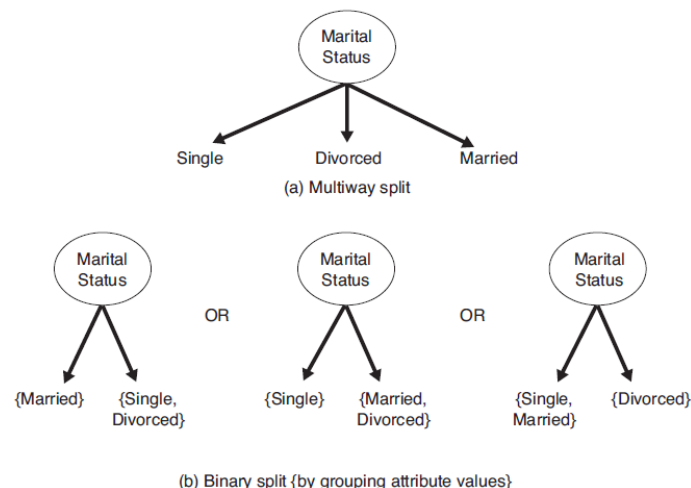 Marital
Status
Single Divorced Married
(a) Multiway split
Marital
Status
OR
Marital
Status
OR
Marital
Status
{Married}
{Single,
Divorced}
{Single}
{Married,
Divorced}
{Single,
Married}
{Divorced}
(b) Binary split {by grouping attribute values}